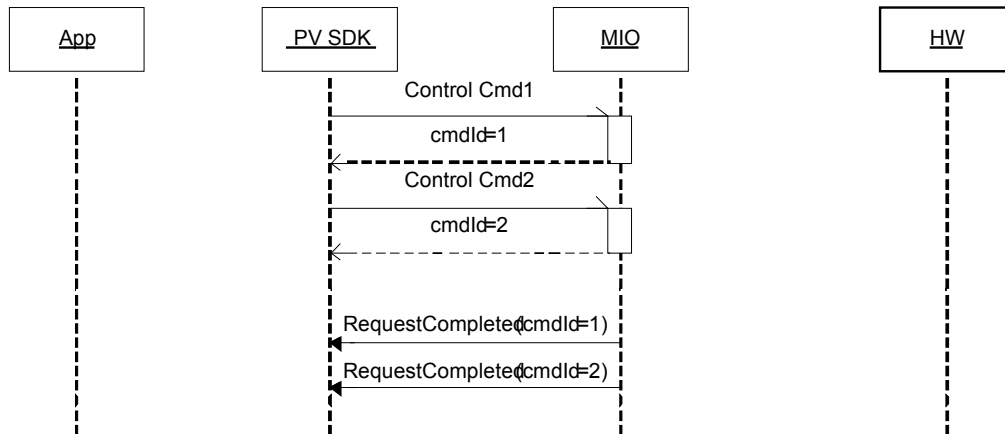 App
PV SDK
MIO
HW
Control Cmd1
cmdId=1
Control Cmd2
cmdId=2
RequestCompleted(cmdId=1)
RequestCompleted(cmdId=2)